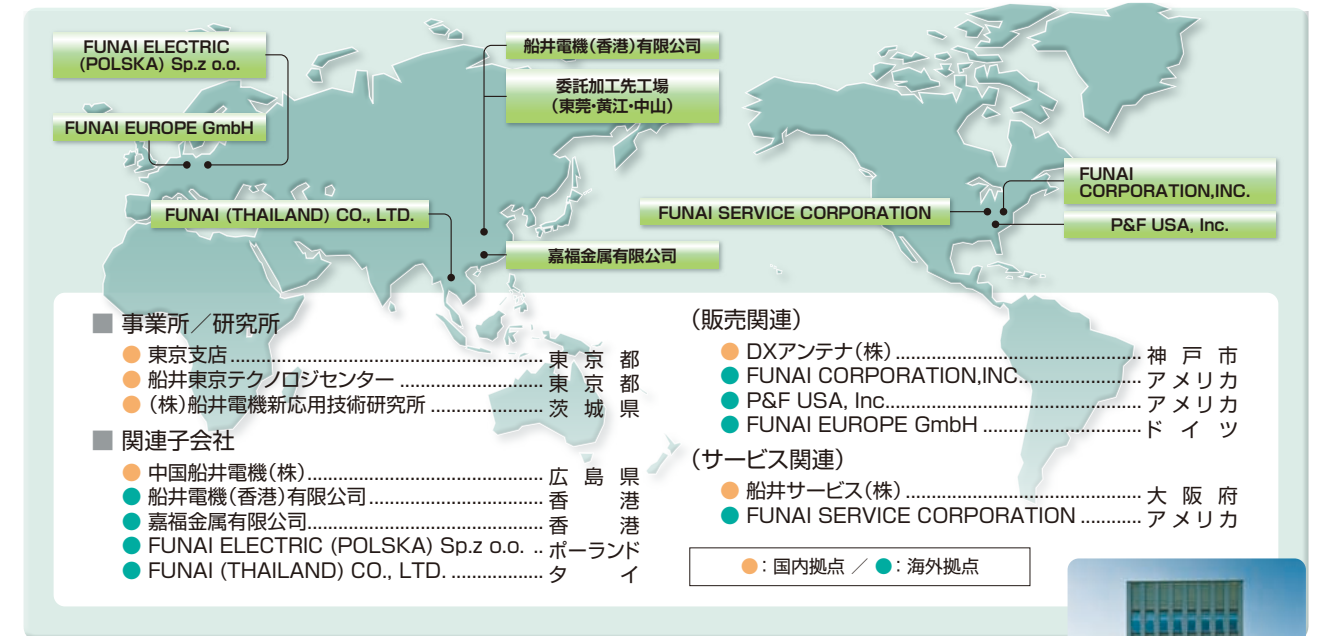 FUNAI ELECTRIC
(POLSKA) Sp.z o.o.
FUNAI EUROPE GmbH
FUNAI (THAILAND) CO., LTD.
船井電機(香港)有限公司
委託加工先工場
(東莞・黄江・中山)
嘉福金属有限公司
FUNAI SERVICE CORPORATION
FUNAI
CORPORATION,INC.
P&F USA, Inc.
■ 事業所/研究所
● 東京支店 東京都
● 船井東京テクノロジセンター 東京都
● (株)船井電機新応用技術研究所 茨城県
■ 関連子会社
● 中国船井電機(株) 広島県
● 船井電機(香港)有限公司 香港
● 嘉福金属有限公司 香港
● FUNAI ELECTRIC (POLSKA) Sp.z o.o. ポーランド
● FUNAI (THAILAND) CO., LTD. タイ
(販売関連)
● DXアンテナ(株) 神戸市
● FUNAI CORPORATION,INC. アメリカ
● P&F USA, Inc. アメリカ
● FUNAI EUROPE GmbH ドイツ
(サービス関連)
● 船井サービス(株) 大阪府
● FUNAI SERVICE CORPORATION アメリカ
●:国内拠点 / ●:海外拠点